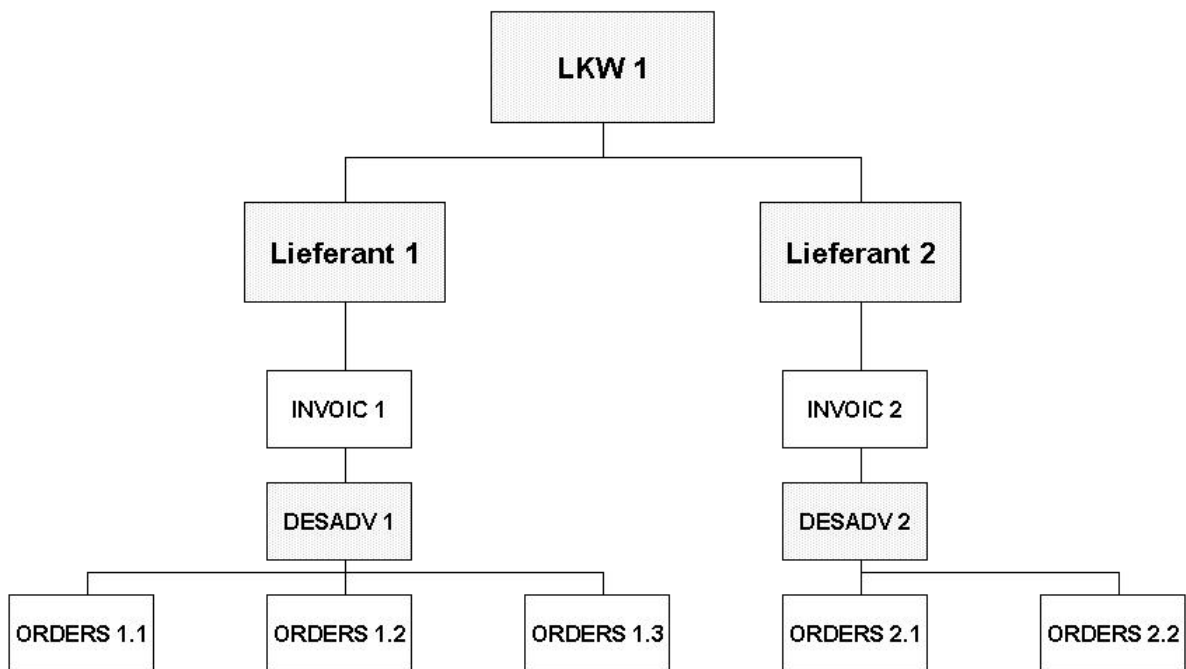 LKW 1
Lieferant 1
Lieferant 2
INVOIC 1
INVOIC 2
DESADV 1
DESADV 2
ORDERS 1.1
ORDERS 1.2
ORDERS 1.3
ORDERS 2.1
ORDERS 2.2